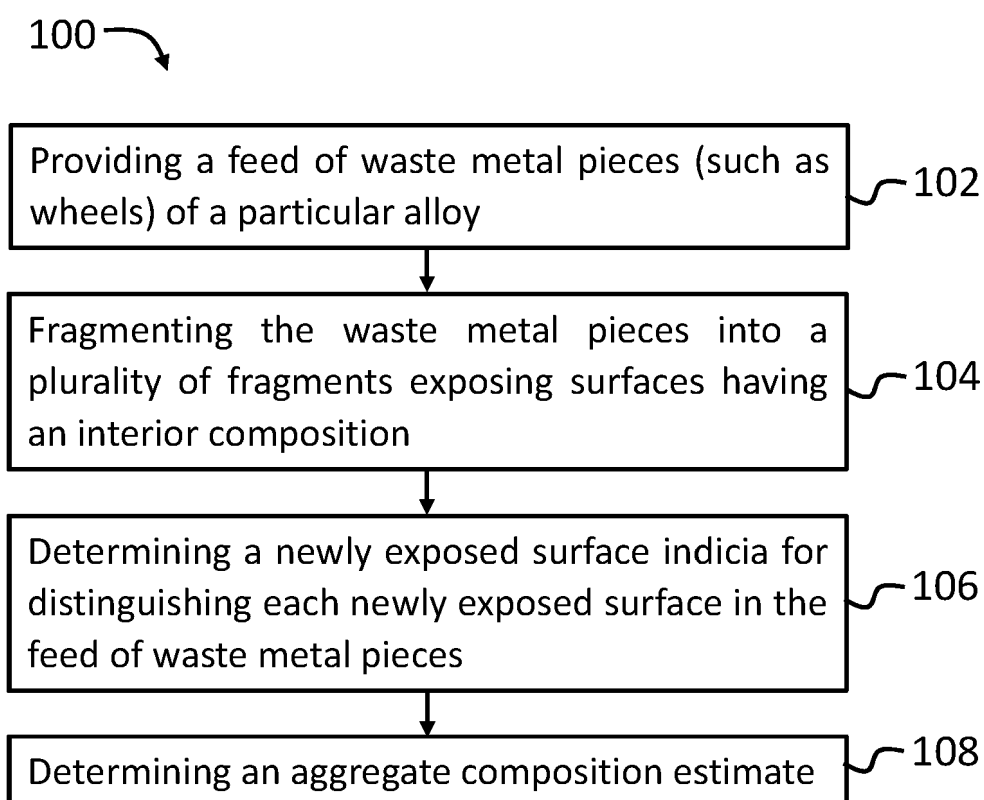 100
Providing a feed of waste metal pieces (such as
wheels) of a particular alloy
102
Fragmenting the waste metal pieces into a
plurality of fragments exposing surfaces having
an interior composition
104
Determining a newly exposed surface indicia for
distinguishing each newly exposed surface in the
feed of waste metal pieces
106
Determining an aggregate composition estimate
108